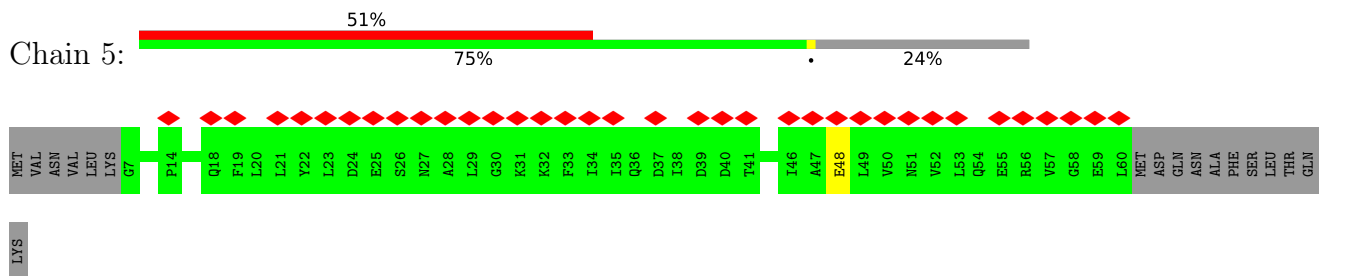 51%
Chain 5:
75% • 24%
MET VAL ASN VAL LEU LYS G7 P14 Q18 F19 L20 L21 Y22 L23 D24 E25 S26 N27 A28 L29 G30 K31 K32 F33 I34 I35 Q36 D37 I38 D39 D40 T41 I46 A47 E48 L49 V50 N51 V52 L53 Q54 E55 R56 V57 G58 E59 L60 MET ASP GLN ASN ALA PHE SER LEU THR GLN
LYS